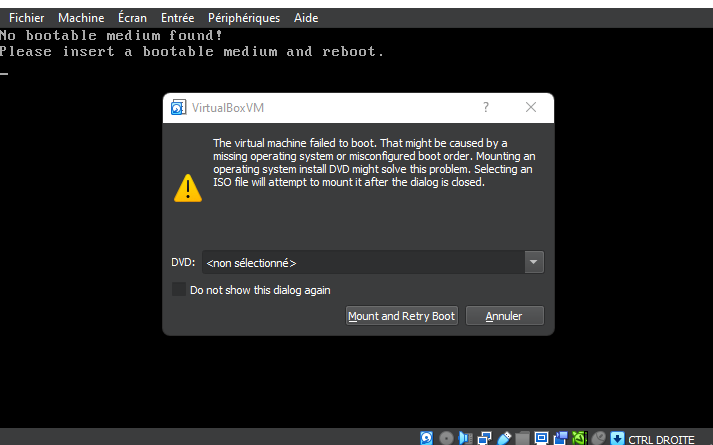 Fichier Machine Écran Entrée Périphériques Aide
No bootable medium found!
Please insert a bootable medium and reboot.
_
VirtualBoxVM ?
The virtual machine failed to boot. That might be caused by a
missing operating system or misconfigured boot order. Mounting an
operating system install DVD might solve this problem. Selecting an
ISO file will attempt to mount it after the dialog is closed.
DVD: <non sélectionné>
Do not show this dialog again
Mount and Retry Boot Annuler
CTRL DROITE